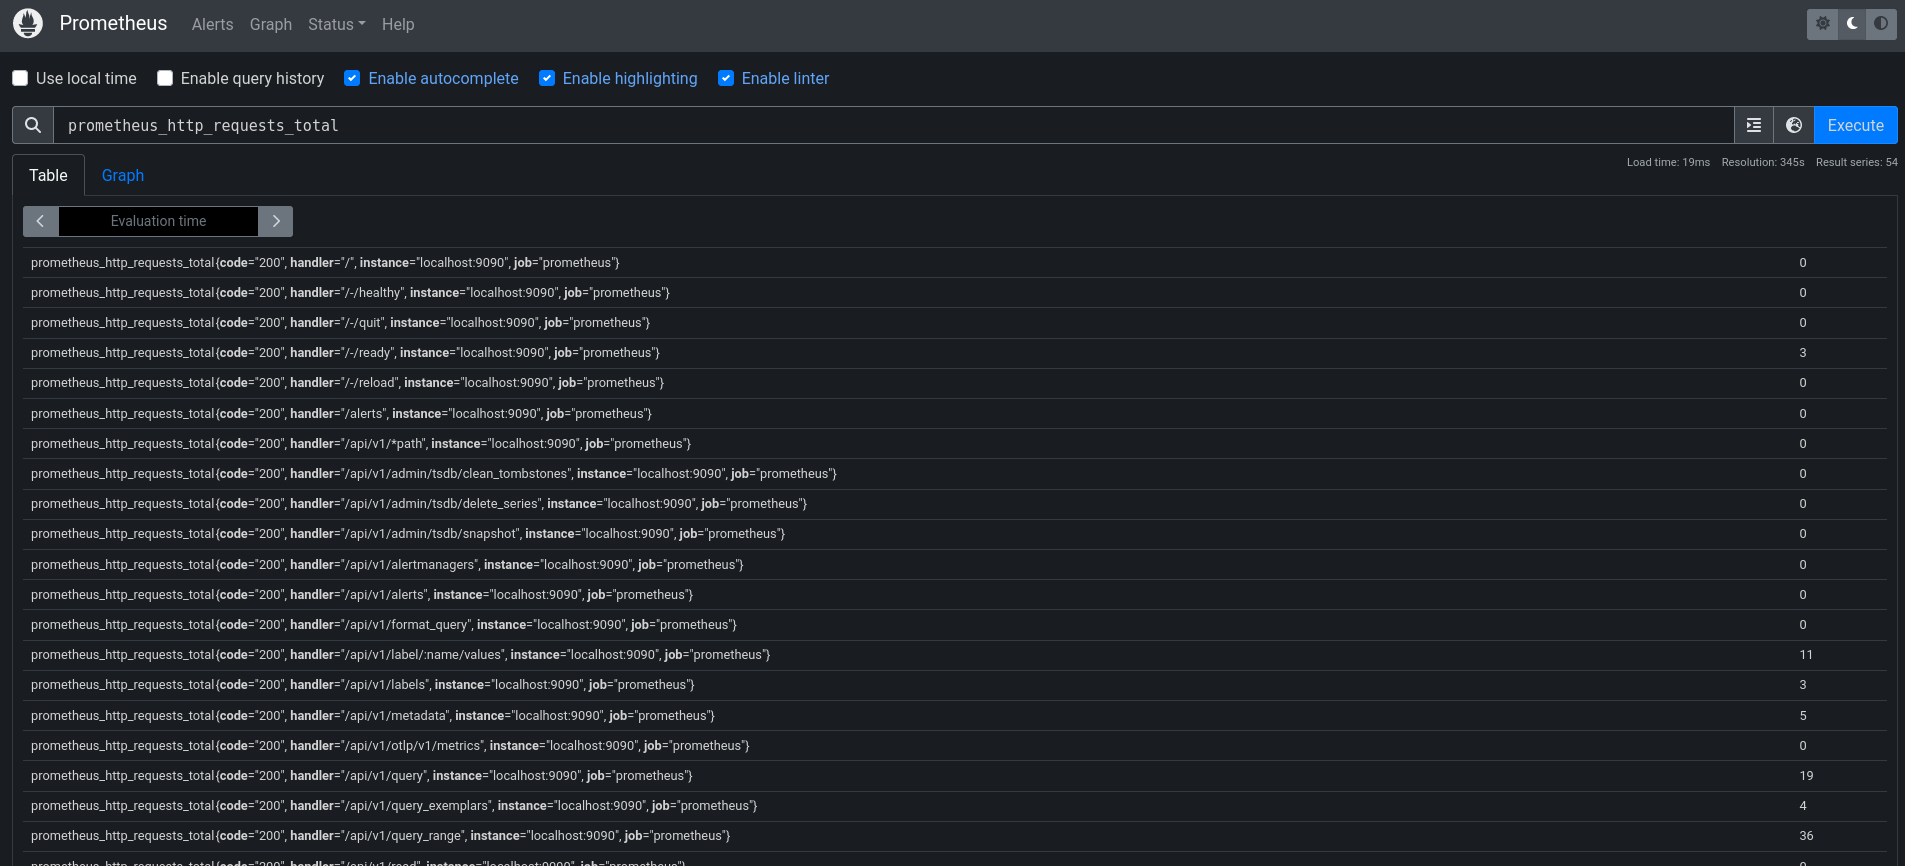 Prometheus Alerts Graph Status Help
Use local time Enable query history Enable autocomplete Enable highlighting Enable linter
prometheus_http_requests_total Execute
Table Graph Load time: 19ms Resolution: 345s Result series: 54
Evaluation time
prometheus_http_requests_total{code="200", handler="/", instance="localhost:9090", job="prometheus"} 0
prometheus_http_requests_total{code="200", handler="/-/healthy", instance="localhost:9090", job="prometheus"} 0
prometheus_http_requests_total{code="200", handler="/-/quit", instance="localhost:9090", job="prometheus"} 0
prometheus_http_requests_total{code="200", handler="/-/ready", instance="localhost:9090", job="prometheus"} 3
prometheus_http_requests_total{code="200", handler="/-/reload", instance="localhost:9090", job="prometheus"} 0
prometheus_http_requests_total{code="200", handler="/alerts", instance="localhost:9090", job="prometheus"} 0
prometheus_http_requests_total{code="200", handler="/api/v1/*path", instance="localhost:9090", job="prometheus"} 0
prometheus_http_requests_total{code="200", handler="/api/v1/admin/tsdb/clean_tombstones", instance="localhost:9090", job="prometheus"} 0
prometheus_http_requests_total{code="200", handler="/api/v1/admin/tsdb/delete_series", instance="localhost:9090", job="prometheus"} 0
prometheus_http_requests_total{code="200", handler="/api/v1/admin/tsdb/snapshot", instance="localhost:9090", job="prometheus"} 0
prometheus_http_requests_total{code="200", handler="/api/v1/alertmanagers", instance="localhost:9090", job="prometheus"} 0
prometheus_http_requests_total{code="200", handler="/api/v1/alerts", instance="localhost:9090", job="prometheus"} 0
prometheus_http_requests_total{code="200", handler="/api/v1/format_query", instance="localhost:9090", job="prometheus"} 0
prometheus_http_requests_total{code="200", handler="/api/v1/label/:name/values", instance="localhost:9090", job="prometheus"} 11
prometheus_http_requests_total{code="200", handler="/api/v1/labels", instance="localhost:9090", job="prometheus"} 3
prometheus_http_requests_total{code="200", handler="/api/v1/metadata", instance="localhost:9090", job="prometheus"} 5
prometheus_http_requests_total{code="200", handler="/api/v1/otlp/v1/metrics", instance="localhost:9090", job="prometheus"} 0
prometheus_http_requests_total{code="200", handler="/api/v1/query", instance="localhost:9090", job="prometheus"} 19
prometheus_http_requests_total{code="200", handler="/api/v1/query_exemplars", instance="localhost:9090", job="prometheus"} 4
prometheus_http_requests_total{code="200", handler="/api/v1/query_range", instance="localhost:9090", job="prometheus"} 36